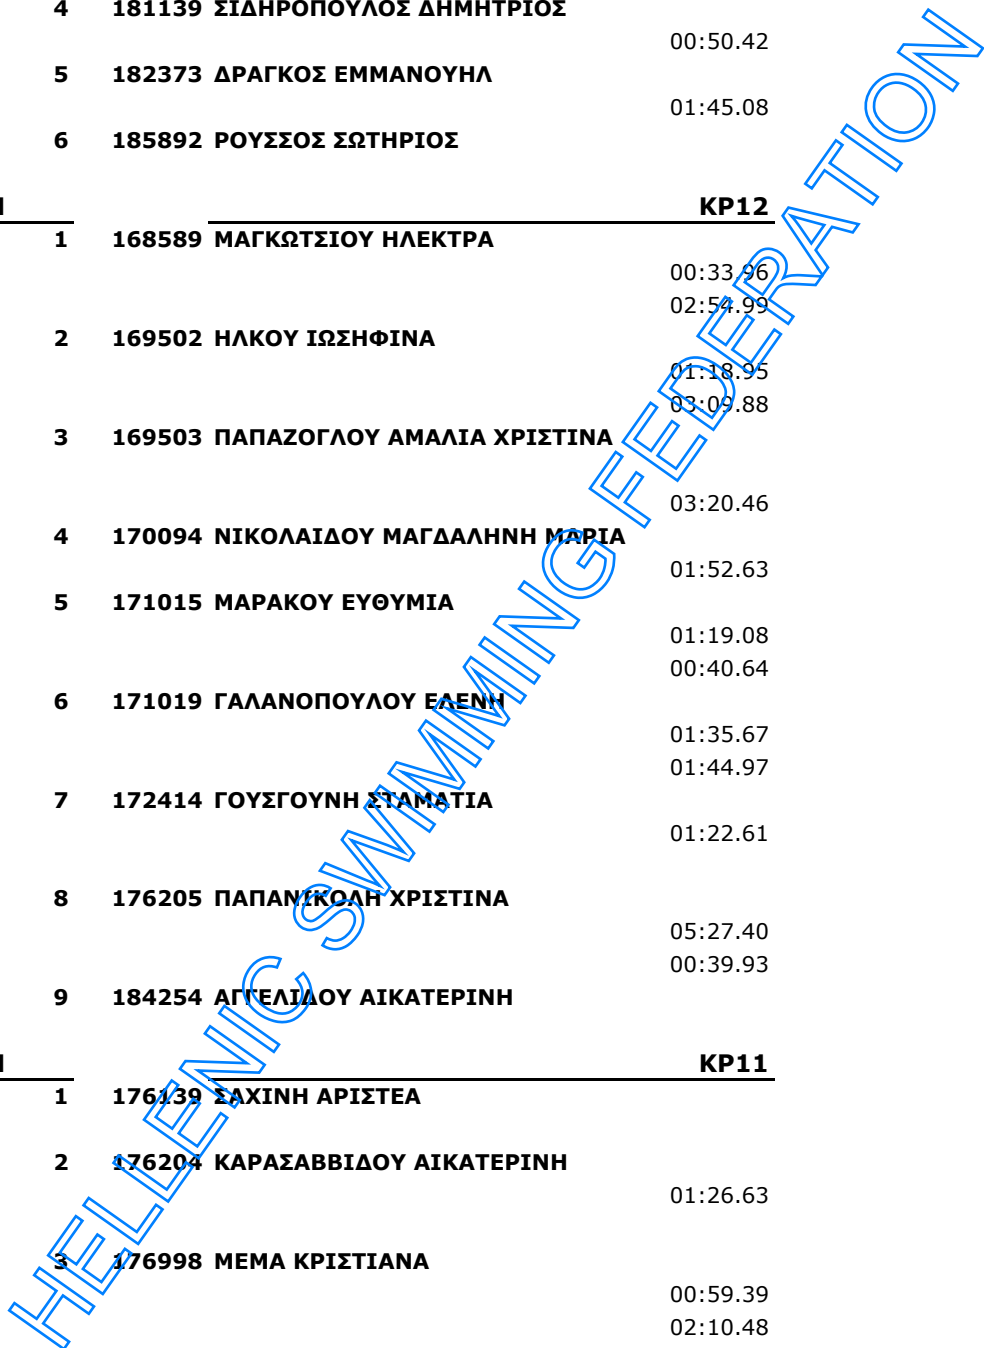 4 181139 ΣΙΔΗΡΟΠΟΥΛΟΣ ΔΗΜΗΤΡΙΟΣ
00:50.42
5 182373 ΔΡΑΓΚΟΣ ΕΜΜΑΝΟΥΗΛ
01:45.08
6 185892 ΡΟΥΣΣΟΣ ΣΩΤΗΡΙΟΣ
ΚΡ12
1 168589 ΜΑΓΚΩΤΣΙΟΥ ΗΛΕΚΤΡΑ
00:33.96
02:54.99
2 169502 ΗΛΚΟΥ ΙΩΣΗΦΙΝΑ
01:18.95
03:09.88
3 169503 ΠΑΠΑΖΟΓΛΟΥ ΑΜΑΛΙΑ ΧΡΙΣΤΙΝΑ
03:20.46
4 170094 ΝΙΚΟΛΑΙΔΟΥ ΜΑΓΔΑΛΗΝΗ ΜΑΡΙΑ
01:52.63
5 171015 ΜΑΡΑΚΟΥ ΕΥΘΥΜΙΑ
01:19.08
00:40.64
6 171019 ΓΑΛΑΝΟΠΟΥΛΟΥ ΕΛΕΝΗ
01:35.67
01:44.97
7 172414 ΓΟΥΣΓΟΥΝΗ ΣΤΑΜΑΤΙΑ
01:22.61
8 176205 ΠΑΠΑΝΙΚΟΛΗ ΧΡΙΣΤΙΝΑ
05:27.40
00:39.93
9 184254 ΑΓΓΕΛΙΔΟΥ ΑΙΚΑΤΕΡΙΝΗ
ΚΡ11
1 176139 ΣΑΧΙΝΗ ΑΡΙΣΤΕΑ
2 176204 ΚΑΡΑΣΑΒΒΙΔΟΥ ΑΙΚΑΤΕΡΙΝΗ
01:26.63
3 176998 ΜΕΜΑ ΚΡΙΣΤΙΑΝΑ
00:59.39
02:10.48
HELLENIC SWIMMING FEDERATION